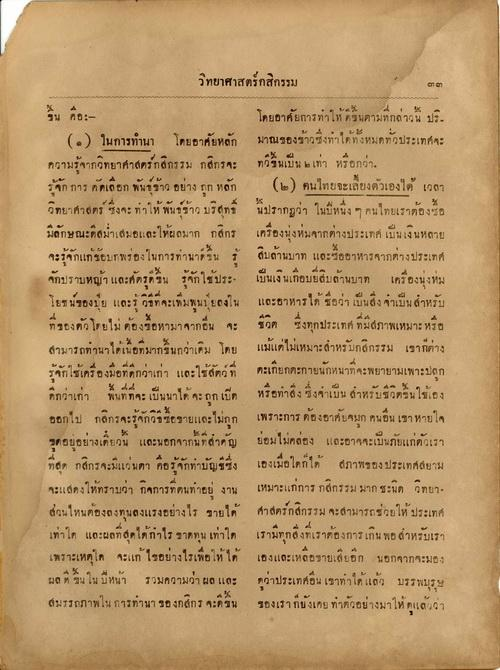 วิทยาศาสตร์กสิกรรม
๓๓
ขึ้น คือ:-
(๑) ในการทำนา โดยอาศัยหลัก
ความรู้จากวิทยาศาสตร์กสิกรรม กสิกรจะ
รู้จัก การ คัดเลือก พันธุ์ข้าว อย่าง ถูก หลัก
วิทยาศาสตร์ ซึ่งจะ ทำให้ พันธุ์ข้าว บริสุทธิ์
มีลักษณะดีสม่ำเสมอและให้ผลมาก กสิกร
จะรู้จักแก้ข้อบกพร่องในการทำนาดีขึ้น รู้
จักปราบหญ้า และศัตรูดีขึ้น รู้จักใช้ประ-
โยชน์ของปุ๋ย และรู้ วิธีที่จะเพิ่มพูนปุ๋ยลงใน
ที่ของตัวโดยไม่ ต้องซื้อหามาจากอื่น จะ
สามารถทำนาได้เนื้อที่มากขึ้นกว่าเดิม โดย
รู้จักใช้เครื่องมือที่ดีกว่าเก่า และใช้สัตว์ที่
ดีกว่าเก่า พื้นที่ที่จะ เป็นนาได้ จะ ถูก เปิด
ออกไป กสิกรจะรู้จักวิธีซื้อขายและไม่ถูก
ขูดอยู่อย่างเดี๋ยวนี้ และนอกจากนี้ที่สำคัญ
ที่สุด กสิกรจะมีแว่นตา คือรู้จักทำบัญชีซึ่ง
จะแสดงให้ทราบว่า กิจการที่ตนทำอยู่ งาน
ส่วนไหนต้องลงทุนลงแรงอย่างไร ขายได้
เท่าใด และผลที่สุดได้กำไร ขาดทุน เท่าใด
เพราะเหตุใด จะแก้ ไขอย่างไรเพื่อให้ ได้
ผล ดี ขึ้น ใน ปีหน้า รวมความว่า ผล และ
สมรรถภาพใน การทำนา ของกสิกร จะดีขึ้น
โดยอาศัยการทำให้ ดีขึ้นตามที่กล่าวนี้ ปริ-
มาณของข้าวซึ่งทำได้ทั้งหมดทั่วประเทศจะ
ทวีขึ้นเป็น ๒ เท่า หรือกว่า.
(๒) คนไทยจะเลี้ยงตัวเองได้ เวลา
นี้ปรากฏว่า ในปีหนึ่ง ๆ คนไทยเราต้องซื้อ
เครื่องนุ่งห่มจากต่างประเทศ เป็นเงินหลาย
สิบล้านบาท และซื้ออาหารจากต่างประเทศ
เป็นเงินเกือบยี่สิบล้านบาท เครื่องนุ่งห่ม
และอาหารได้ ชื่อว่า เป็นสิ่ง จำเป็น สำหรับ
ชีวิต ซึ่งทุกประเทศ ที่มีสภาพเหมาะ หรือ
แม้แต่ไม่เหมาะสำหรับกสิกรรม เขาก็ต่าง
ตะเกียกตะกายนักหนาที่จะพยายามเพาะปลูก
หรือทำสิ่ง ซึ่งจำเป็น สำหรับชีวิตขึ้นใช้เอง
เพราะการ ต้องอาศัยจมูก คนอื่น เขา หายใจ
ย่อมไม่คล่อง และอาจจะเป็นภัยแก่ตัวเรา
เองเมื่อใดก็ได้ สภาพของประเทศสยาม
เหมาะแก่การ กสิกรรม มาก ชะนิด วิทยา-
ศาสตร์กสิกรรม จะสามารถช่วยให้ ประเทศ
เรามีทุกสิ่งที่เราต้องการ เกิน พอ สำหรับเรา
เองและเหลือขายเสียอีก นอกจากจะมอง
ดูว่าประเทศอื่น เขาทำได้ แล้ว บรรพบุรุษ
ของเรา ก็ยังเคย ทำตัวอย่างมาให้ ดูแล้วว่า